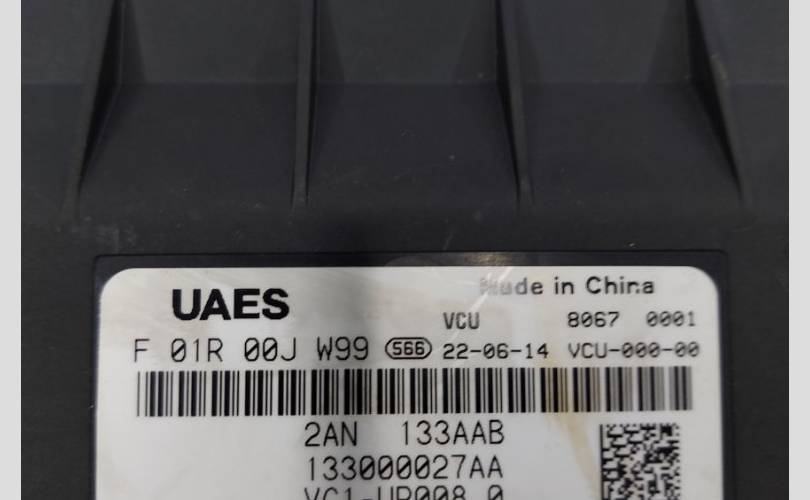 UAES
Made in China
VCU 8067 0001
F 01R 00J W99 566 22-06-14 VCU-000-00
2AN 133AAB
133000027AA